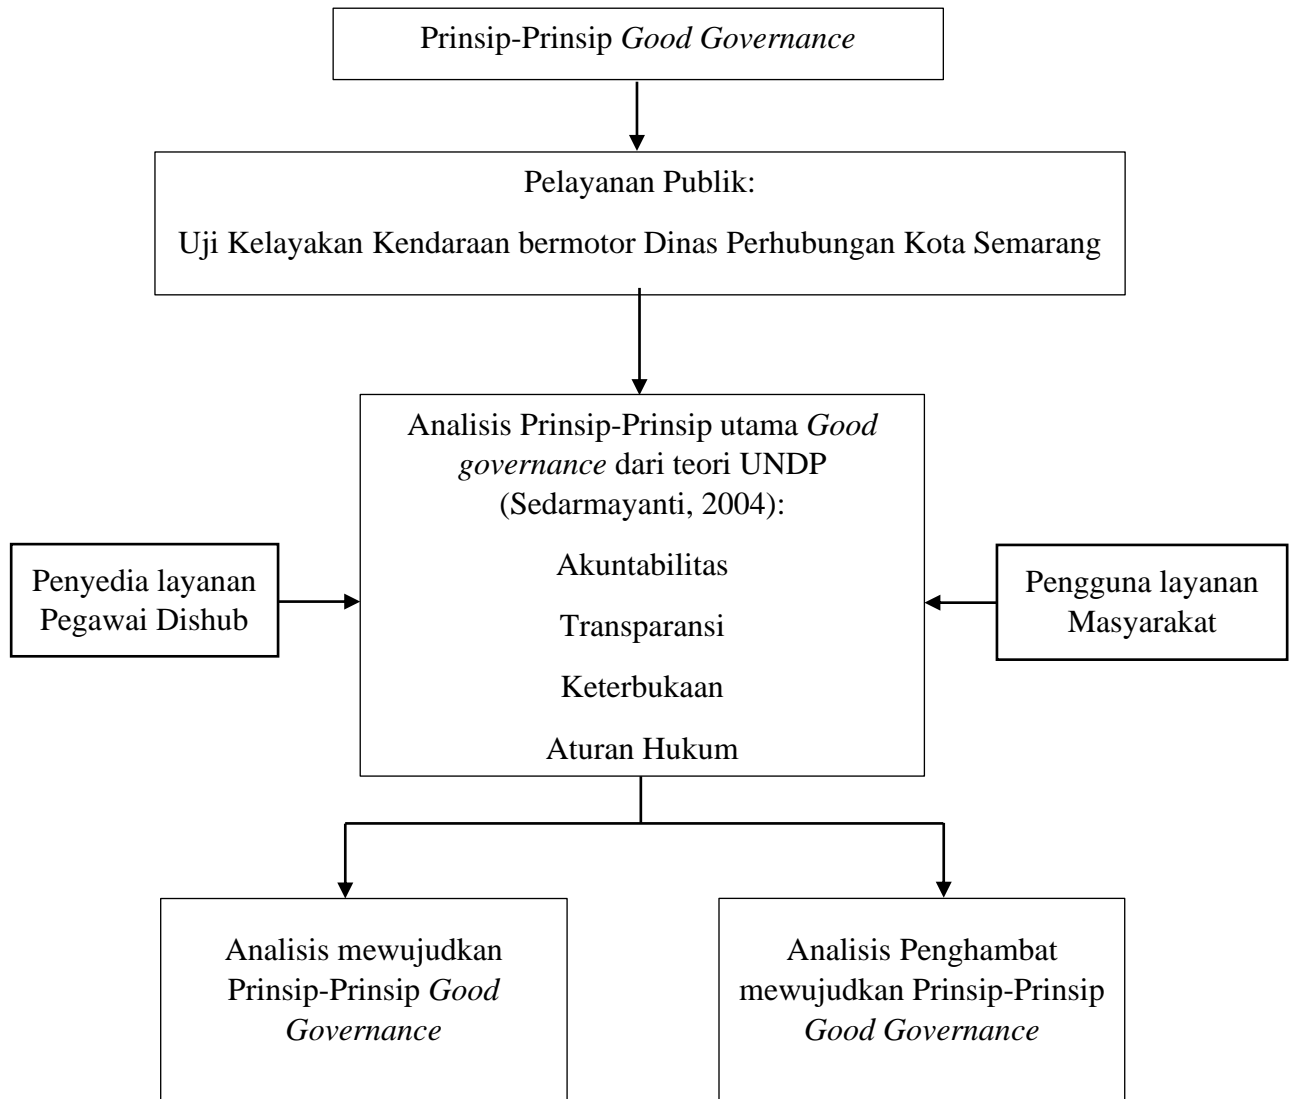 Prinsip-Prinsip Good Governance
Pelayanan Publik:
Uji Kelayakan Kendaraan bermotor Dinas Perhubungan Kota Semarang
Analisis Prinsip-Prinsip utama Good
governance dari teori UNDP
(Sedarmayanti, 2004):
Akuntabilitas
Transparansi
Keterbukaan
Aturan Hukum
Penyedia layanan
Pegawai Dishub
Pengguna layanan
Masyarakat
Analisis mewujudkan
Prinsip-Prinsip Good
Governance
Analisis Penghambat
mewujudkan Prinsip-Prinsip
Good Governance